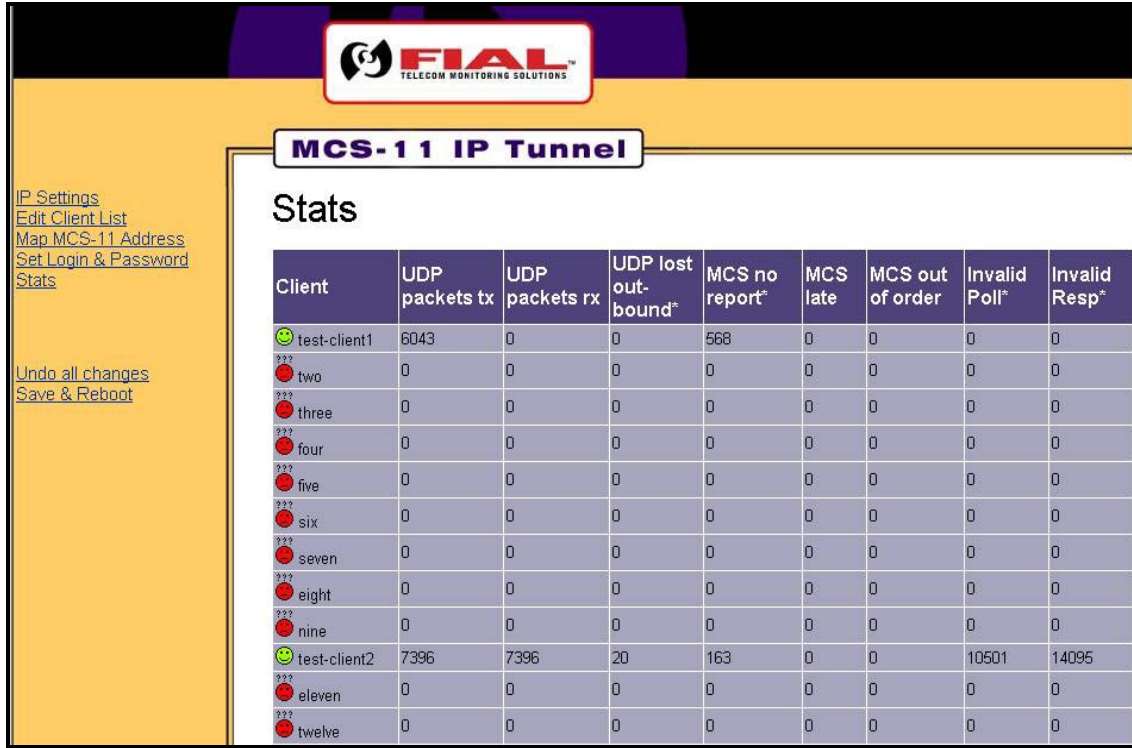 FIAL™
TELECOM MONITORING SOLUTIONS
MCS-11 IP Tunnel
IP Settings
Edit Client List
Map MCS-11 Address
Set Login & Password
Stats
Undo all changes
Save & Reboot
Stats
Client UDP packets tx UDP packets rx UDP lost out-bound* MCS no report* MCS late MCS out of order Invalid Poll* Invalid Resp*
test-client1 6043 0 0 568 0 0 0 0
??? two 0 0 0 0 0 0 0 0
??? three 0 0 0 0 0 0 0 0
??? four 0 0 0 0 0 0 0 0
??? five 0 0 0 0 0 0 0 0
??? six 0 0 0 0 0 0 0 0
??? seven 0 0 0 0 0 0 0 0
??? eight 0 0 0 0 0 0 0 0
??? nine 0 0 0 0 0 0 0 0
test-client2 7396 7396 20 163 0 0 10501 14095
??? eleven 0 0 0 0 0 0 0 0
??? twelve 0 0 0 0 0 0 0 0